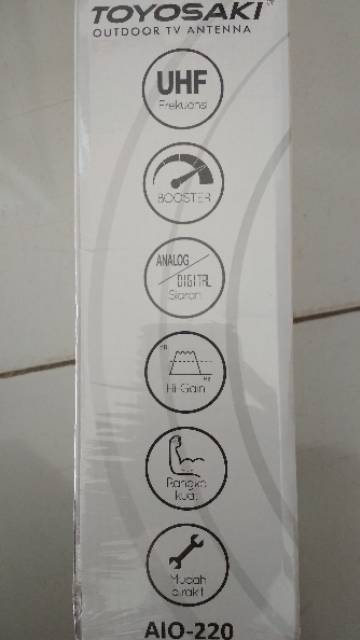 TOYOSAKI
OUTDOOR TV ANTENNA
UHF
Frekuensi
BOOSTER
ANALOG
DIGITAL
Siaran
Hi-Gain
Rangka
kuat
Mudah
dirakit
AIO-220